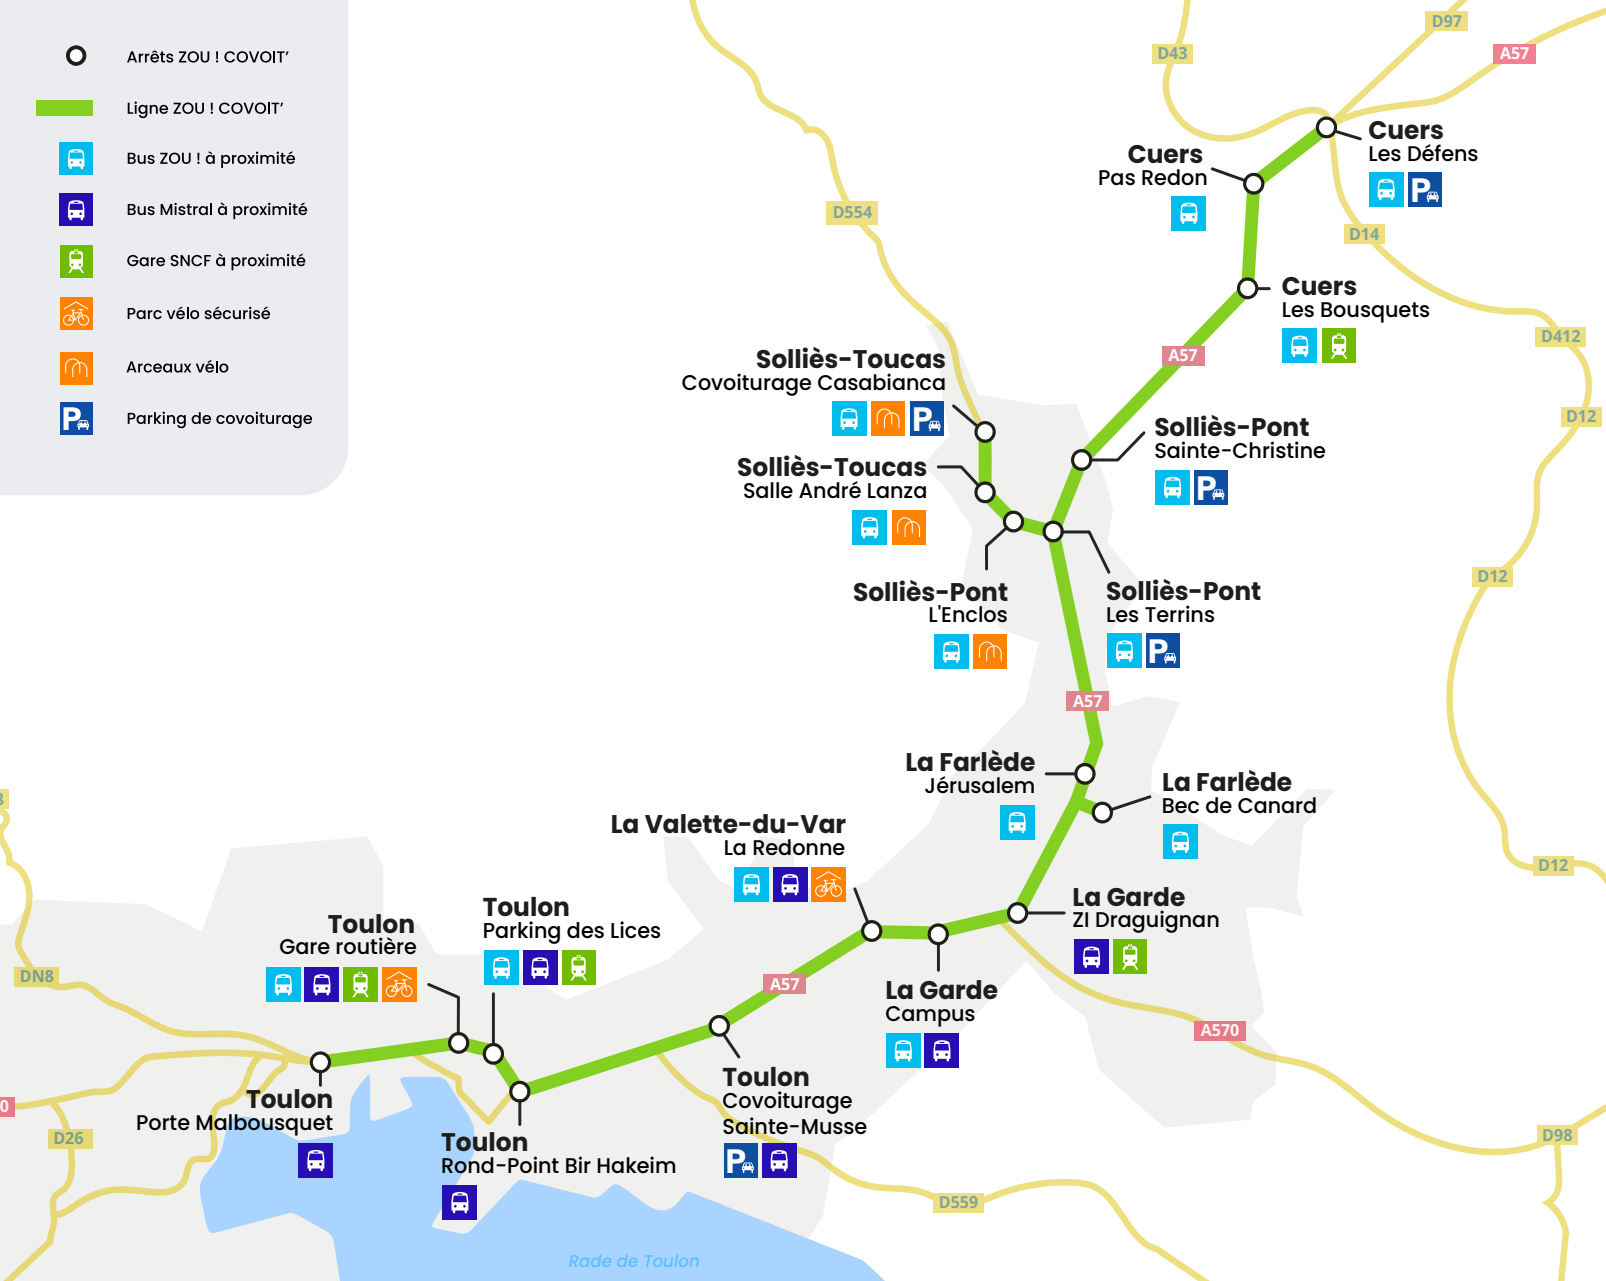 Arrêts ZOU ! COVOIT’
Ligne ZOU ! COVOIT’
Bus ZOU ! à proximité
Bus Mistral à proximité
Gare SNCF à proximité
Parc vélo sécurisé
Arceaux vélo
P
Parking de covoiturage
D97
D43
A57
Cuers
Les Défens
P
Cuers
Pas Redon
D554
D14
Cuers
Les Bousquets
D412
A57
Solliès-Toucas
Covoiturage Casabianca
P
D12
Solliès-Pont
Sainte-Christine
P
Solliès-Toucas
Salle André Lanza
D12
Solliès-Pont
L'Enclos
Solliès-Pont
Les Terrins
P
A57
La Farlède
Jérusalem
La Farlède
Bec de Canard
La Valette-du-Var
La Redonne
D12
La Garde
ZI Draguignan
Toulon
Parking des Lices
Toulon
Gare routière
DN8
A57
La Garde
Campus
A570
Toulon
Covoiturage
Sainte-Musse
P
Toulon
Porte Malbousquet
0
D26
Toulon
Rond-Point Bir Hakeim
D98
D559
Rade de Toulon